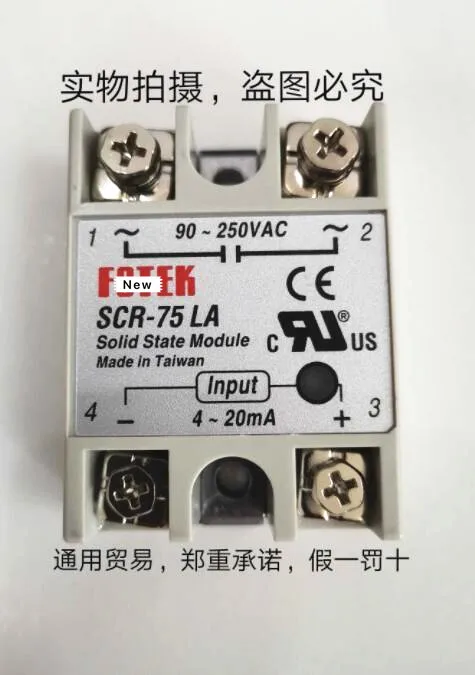 实物拍摄，盗图必究
1 ~ 90 ~ 250VAC ~ 2
FOTEK
New
CE
SCR-75 LA
Solid State Module
Made in Taiwan
c RU ® US
4 Input 3
- 4 ~ 20mA +
通用贸易，郑重承诺，假一罚十